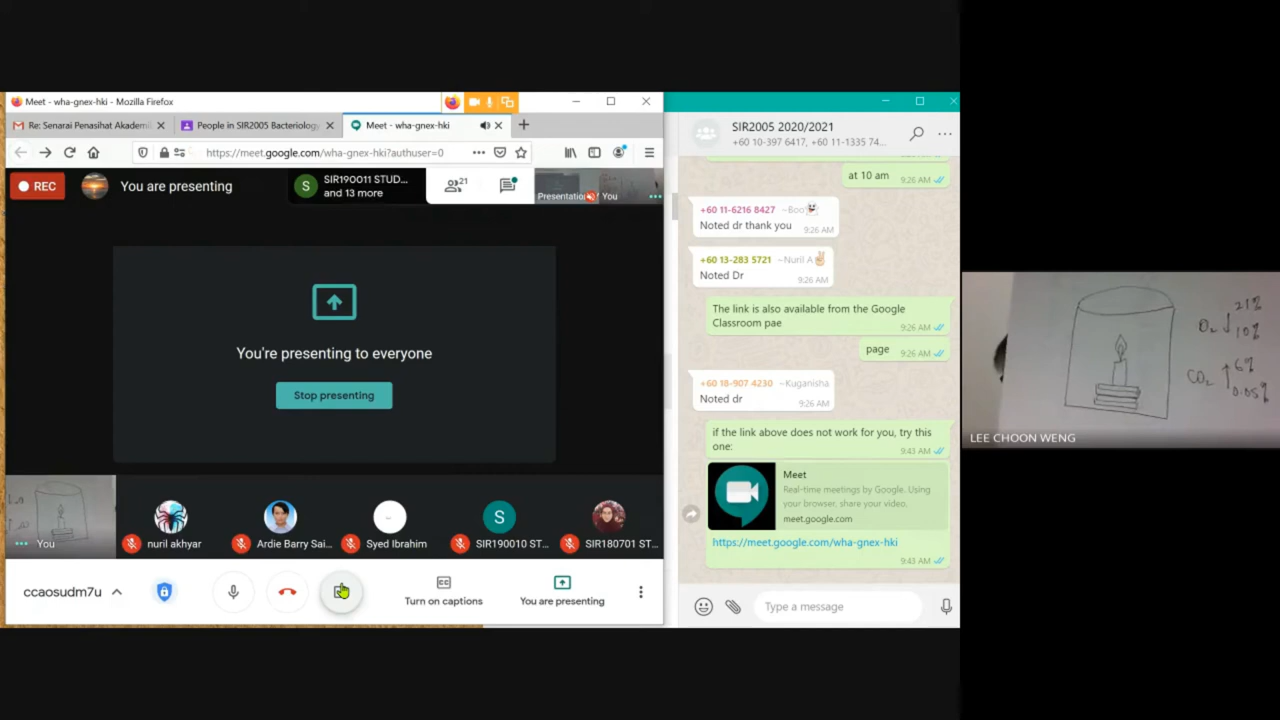 Meet - wha-gnex-hki - Mozilla Firefox
Re: Senarai Penasihat Akademi
People in SIR2005 Bacteriology
Meet - wha-gnex-hki
https://meet.google.com/wha-gnex-hki?authuser=0
REC
You are presenting
S
SIR190011 STUD...
and 13 more
21
Presentation
You
You're presenting to everyone
Stop presenting
You
nuril akhyar
Ardie Barry Sai...
Syed Ibrahim
S
SIR190010 ST...
SIR180701 ST...
ccaosudm7u
CC
Turn on captions
You are presenting
SIR2005 2020/2021
+60 10-397 6417, +60 11-1335 74...
at 10 am
9:26 AM
+60 11-6216 8427 ~Boo👻
Noted dr thank you
9:26 AM
+60 13-283 5721 ~Nuril A✌🏼
Noted Dr
9:26 AM
The link is also available from the Google
Classroom pae
9:26 AM
page
9:26 AM
+60 18-907 4230 ~Kuganisha
Noted dr
9:26 AM
if the link above does not work for you, try this
one:
9:43 AM
Meet
Real-time meetings by Google. Using
your browser, share your video,
meet.google.com
https://meet.google.com/wha-gnex-hki
9:43 AM
Type a message
O₂ ↓ 21%
10%
CO₂ ↑ 6%
0.05%
LEE CHOON WENG